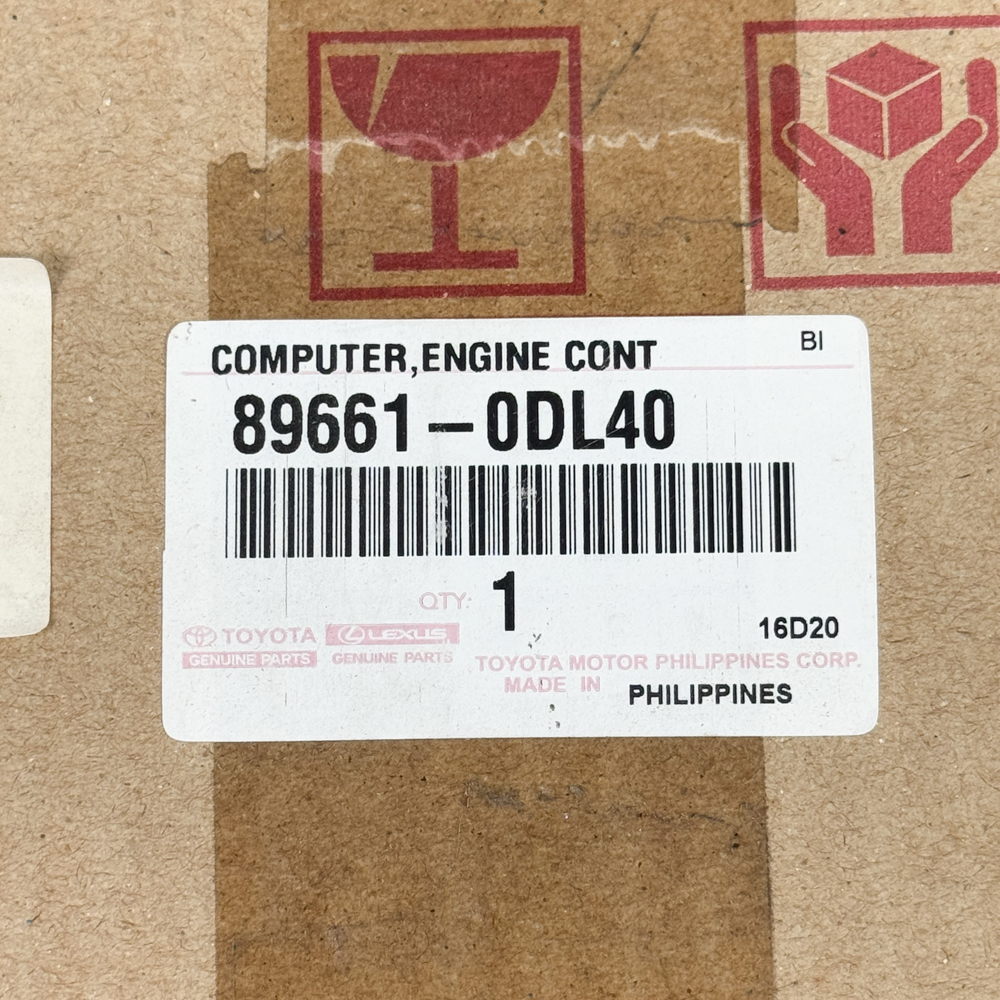 COMPUTER,ENGINE CONT
BI
89661-0DL40
QTY: 1
16D20
TOYOTA LEXUS
GENUINE PARTS GENUINE PARTS
TOYOTA MOTOR PHILIPPINES CORP.
MADE IN PHILIPPINES